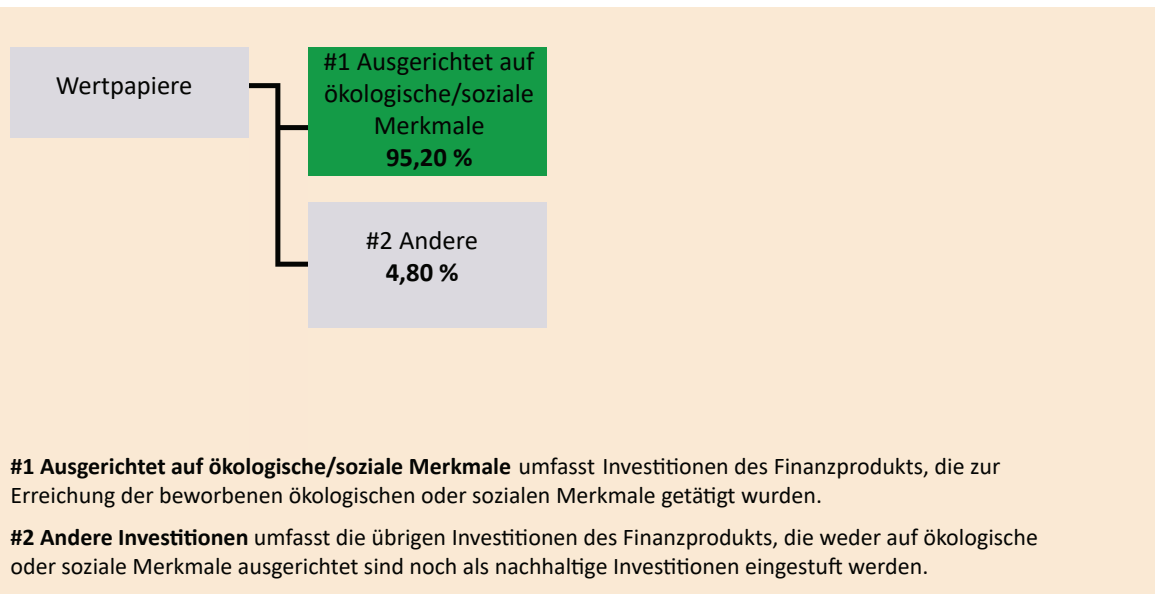 Wertpapiere
#1 Ausgerichtet auf
ökologische/soziale
Merkmale
95,20 %
#2 Andere
4,80 %
#1 Ausgerichtet auf ökologische/soziale Merkmale umfasst Investitionen des Finanzprodukts, die zur
Erreichung der beworbenen ökologischen oder sozialen Merkmale getätigt wurden.
#2 Andere Investitionen umfasst die übrigen Investitionen des Finanzprodukts, die weder auf ökologische
oder soziale Merkmale ausgerichtet sind noch als nachhaltige Investitionen eingestuft werden.